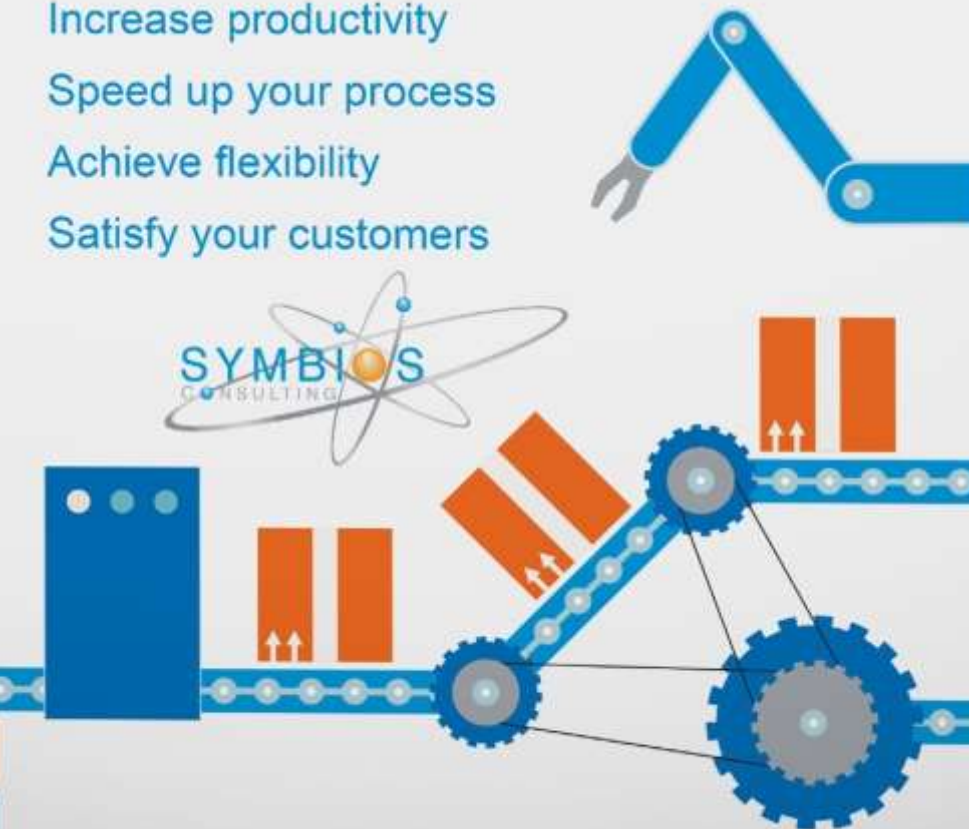 Increase productivity
Speed up your process
Achieve flexibility
Satisfy your customers
SYMBIOS
CONSULTING